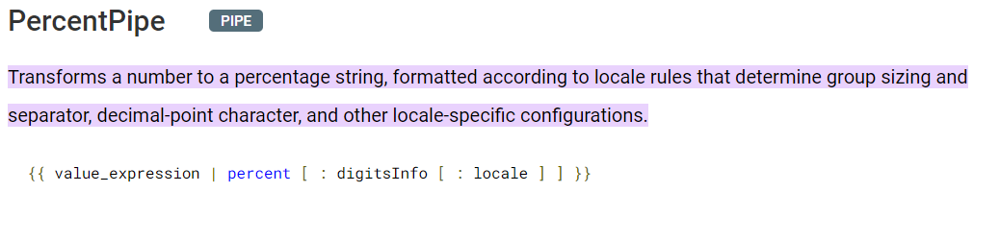 PercentPipe PIPE
Transforms a number to a percentage string, formatted according to locale rules that determine group sizing and
separator, decimal-point character, and other locale-specific configurations.
{{ value_expression | percent [ : digitsInfo [ : locale ] ] }}